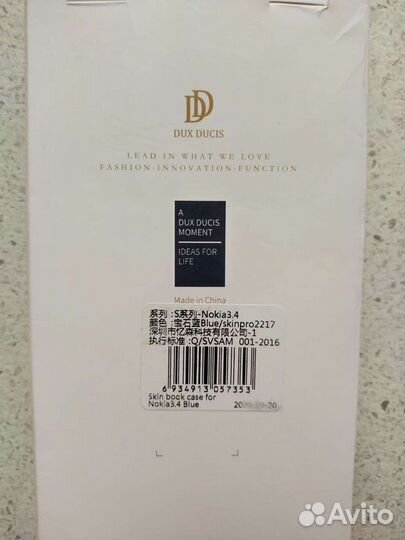 DD
DUX DUCIS
LEAD IN WHAT WE LOVE
FASHION·INNOVATION·FUNCTION
A
DUX DUCIS
MOMENT
IDEAS FOR
LIFE
Made in China
系列 :S系列-Nokia3.4
颜色 :宝石蓝Blue/skinpro2217
深圳市亿森科技有限公司-1
执行标准 :Q/SVSAM 001-2016
6 934913 057353
Skin book case for
Nokia3.4 Blue
Avito